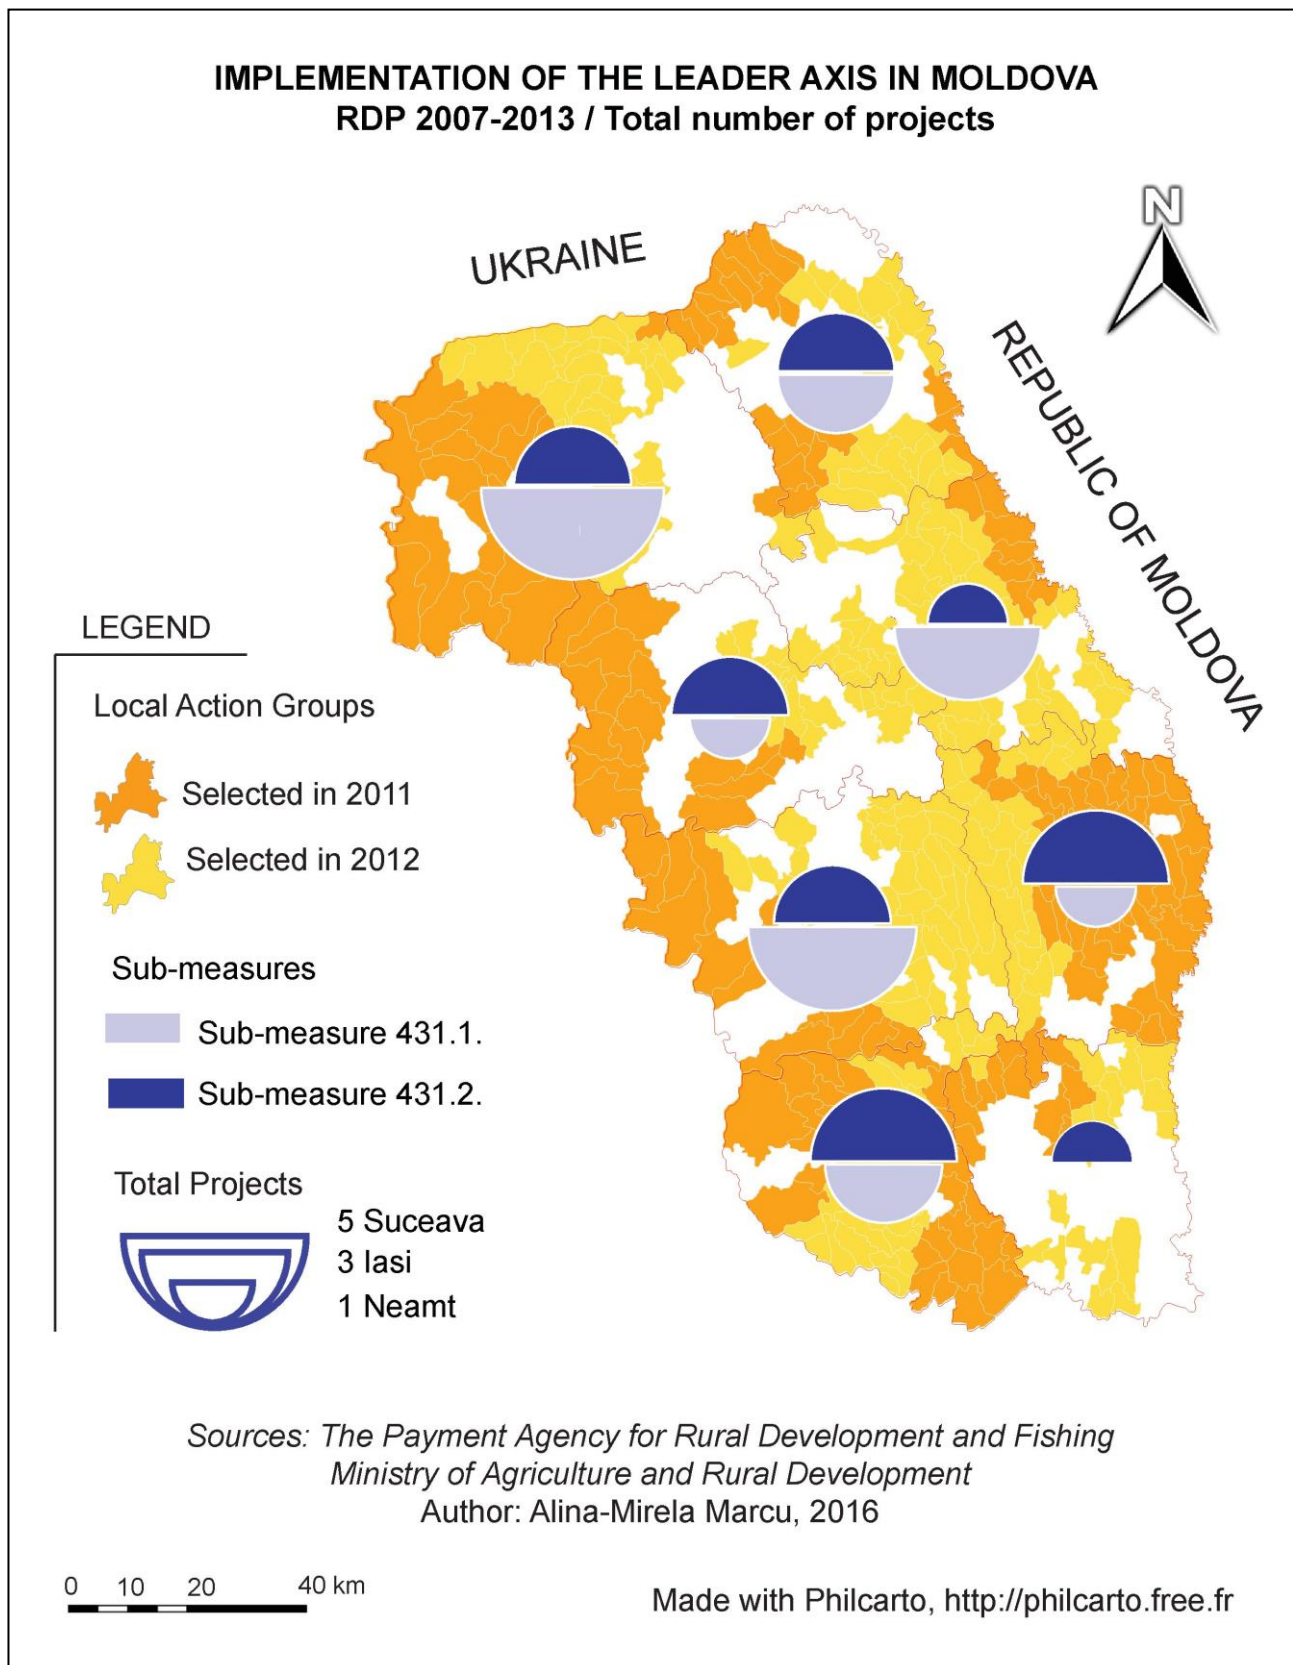 IMPLEMENTATION OF THE LEADER AXIS IN MOLDOVA
RDP 2007-2013 / Total number of projects
N
UKRAINE
REPUBLIC OF MOLDOVA
LEGEND
Local Action Groups
Selected in 2011
Selected in 2012
Sub-measures
Sub-measure 431.1.
Sub-measure 431.2.
Total Projects
5 Suceava
3 Iasi
1 Neamt
Sources: The Payment Agency for Rural Development and Fishing
Ministry of Agriculture and Rural Development
Author: Alina-Mirela Marcu, 2016
0 10 20 40 km
Made with Philcarto, http://philcarto.free.fr